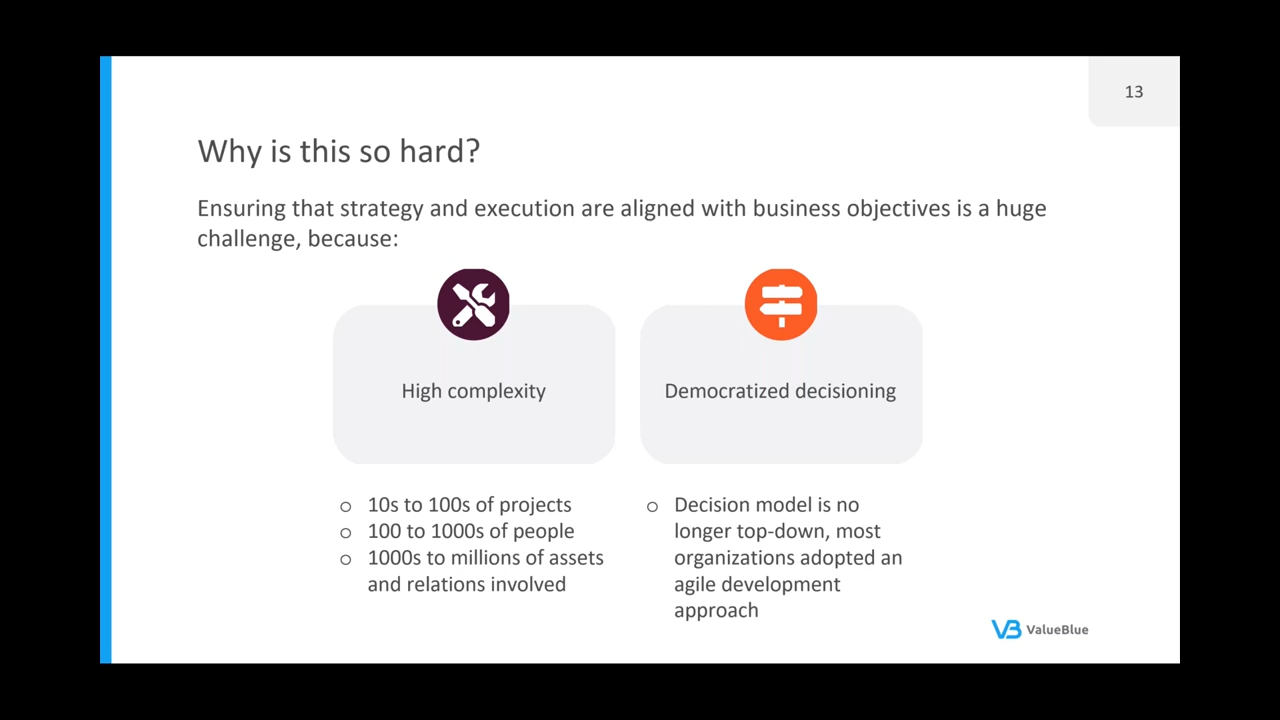 13
Why is this so hard?
Ensuring that strategy and execution are aligned with business objectives is a huge
challenge, because:
High complexity
o 10s to 100s of projects
o 100 to 1000s of people
o 1000s to millions of assets
and relations involved
Democratized decisioning
o Decision model is no
longer top-down, most
organizations adopted an
agile development
approach
VB ValueBlue